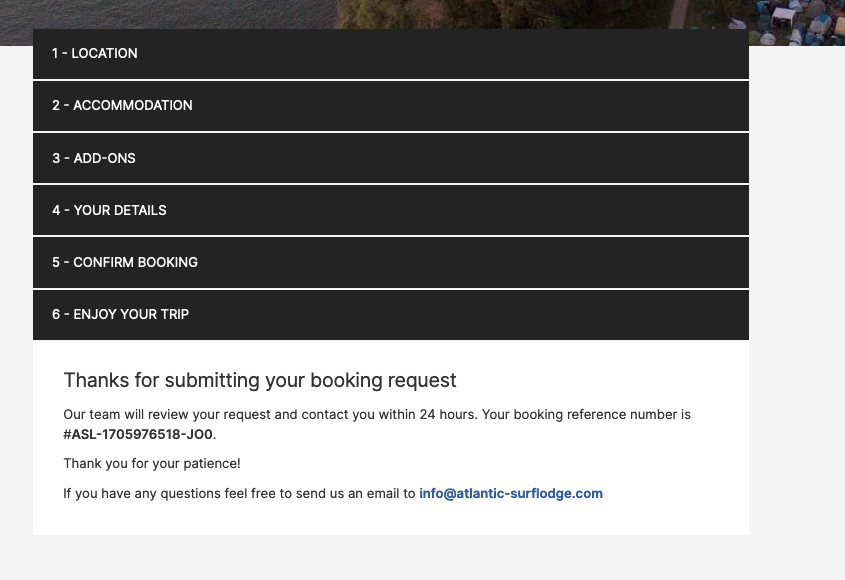 1 - LOCATION
2 - ACCOMMODATION
3 - ADD-ONS
4 - YOUR DETAILS
5 - CONFIRM BOOKING
6 - ENJOY YOUR TRIP
Thanks for submitting your booking request
Our team will review your request and contact you within 24 hours. Your booking reference number is
#ASL-1705976518-JO0.
Thank you for your patience!
If you have any questions feel free to send us an email to info@atlantic-surflodge.com